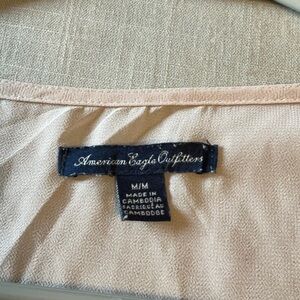 American Eagle Outfitters
M/M
MADE IN
CAMBODIA
FABRIQUÉ AU
CAMBODGE